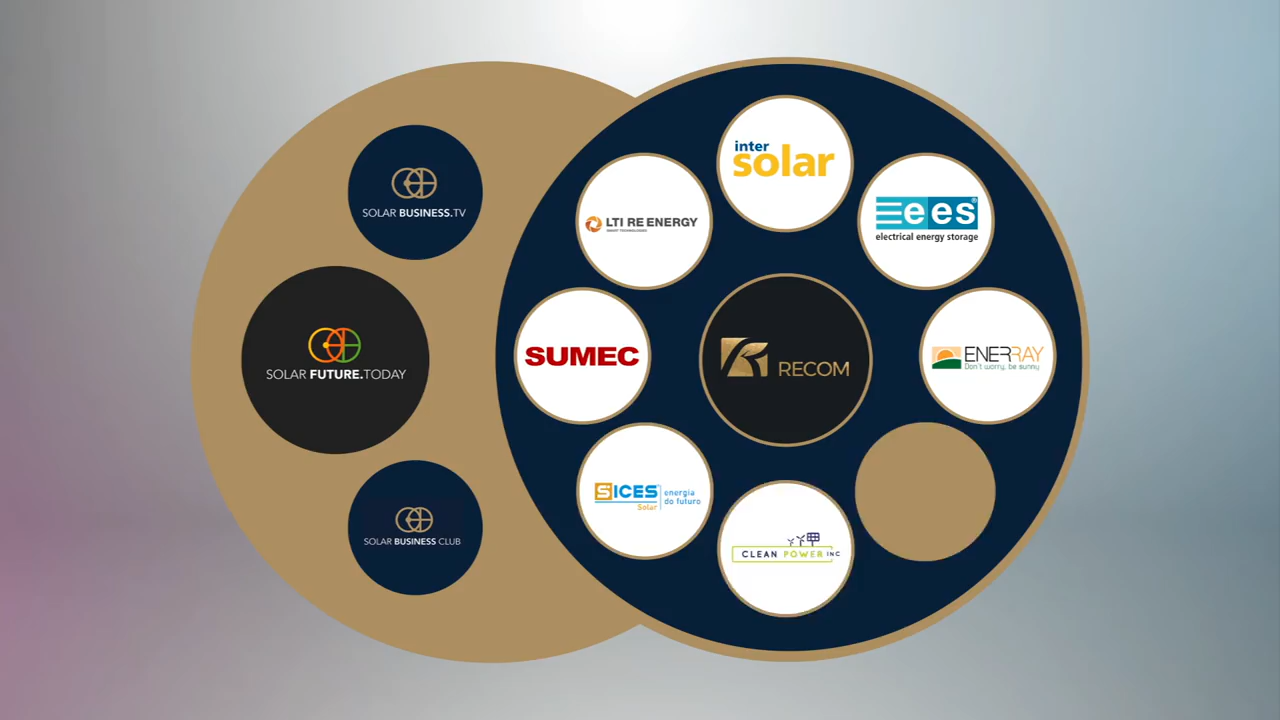 SOLAR BUSINESS.TV
SOLAR FUTURE.TODAY
SOLAR BUSINESS CLUB
inter
solar
LTI RE ENERGY
ees®
electrical energy storage
SUMEC
RECOM
ENERRAY
Don't worry, be sunny
SICES
Solar
energia
do futuro
CLEAN POWER INC